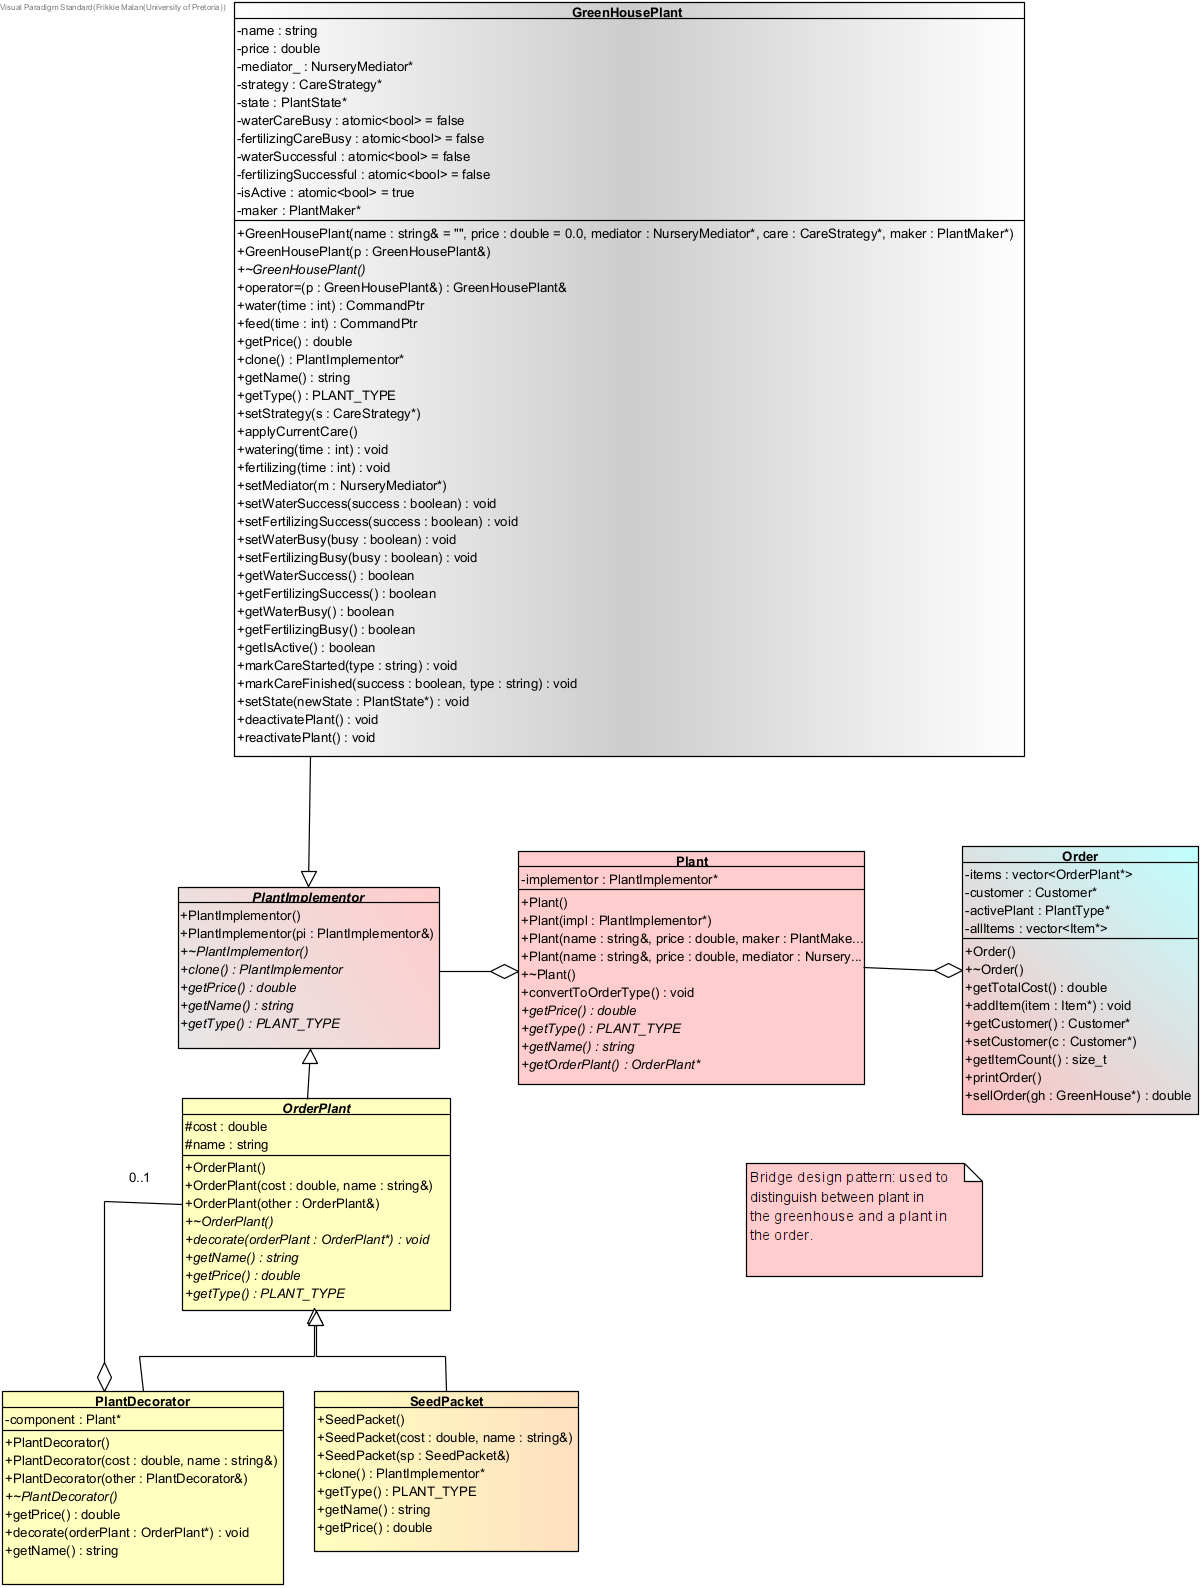 Visual Paradigm Standard(Frikkie Malan(University of Pretoria))
GreenHousePlant
-name : string
-price : double
-mediator_ : NurseryMediator*
-strategy : CareStrategy*
-state : PlantState*
-waterCareBusy : atomic<bool> = false
-fertilizingCareBusy : atomic<bool> = false
-waterSuccessful : atomic<bool> = false
-fertilizingSuccessful : atomic<bool> = false
-isActive : atomic<bool> = true
-maker : PlantMaker*
+GreenHousePlant(name : string& = "", price : double = 0.0, mediator : NurseryMediator*, care : CareStrategy*, maker : PlantMaker*)
+GreenHousePlant(p : GreenHousePlant&)
+~GreenHousePlant()
+operator=(p : GreenHousePlant&) : GreenHousePlant&
+water(time : int) : CommandPtr
+feed(time : int) : CommandPtr
+getPrice() : double
+clone() : PlantImplementor*
+getName() : string
+getType() : PLANT_TYPE
+setStrategy(s : CareStrategy*)
+applyCurrentCare()
+watering(time : int) : void
+fertilizing(time : int) : void
+setMediator(m : NurseryMediator*)
+setWaterSuccess(success : boolean) : void
+setFertilizingSuccess(success : boolean) : void
+setWaterBusy(busy : boolean) : void
+setFertilizingBusy(busy : boolean) : void
+getWaterSuccess() : boolean
+getFertilizingSuccess() : boolean
+getWaterBusy() : boolean
+getFertilizingBusy() : boolean
+getIsActive() : boolean
+markCareStarted(type : string) : void
+markCareFinished(success : boolean, type : string) : void
+setState(newState : PlantState*) : void
+deactivatePlant() : void
+reactivatePlant() : void
PlantImplementor
+PlantImplementor()
+PlantImplementor(pi : PlantImplementor&)
+~PlantImplementor()
+clone() : PlantImplementor
+getPrice() : double
+getName() : string
+getType() : PLANT_TYPE
Plant
-implementor : PlantImplementor*
+Plant()
+Plant(impl : PlantImplementor*)
+Plant(name : string&, price : double, maker : PlantMake...
+Plant(name : string&, price : double, mediator : Nursery...
+~Plant()
+convertToOrderType() : void
+getPrice() : double
+getType() : PLANT_TYPE
+getName() : string
+getOrderPlant() : OrderPlant*
Order
-items : vector<OrderPlant*>
-customer : Customer*
-activePlant : PlantType*
-allItems : vector<Item*>
+Order()
+~Order()
+getTotalCost() : double
+addItem(item : Item*) : void
+getCustomer() : Customer*
+setCustomer(c : Customer*)
+getItemCount() : size_t
+printOrder()
+sellOrder(gh : GreenHouse*) : double
OrderPlant
#cost : double
#name : string
+OrderPlant()
+OrderPlant(cost : double, name : string&)
+OrderPlant(other : OrderPlant&)
+~OrderPlant()
+decorate(orderPlant : OrderPlant*) : void
+getName() : string
+getPrice() : double
+getType() : PLANT_TYPE
0..1
Bridge design pattern: used to
distinguish between plant in
the greenhouse and a plant in
the order.
PlantDecorator
-component : Plant*
+PlantDecorator()
+PlantDecorator(cost : double, name : string&)
+PlantDecorator(other : PlantDecorator&)
+~PlantDecorator()
+getPrice() : double
+decorate(orderPlant : OrderPlant*) : void
+getName() : string
SeedPacket
+SeedPacket()
+SeedPacket(cost : double, name : string&)
+SeedPacket(sp : SeedPacket&)
+clone() : PlantImplementor*
+getType() : PLANT_TYPE
+getName() : string
+getPrice() : double